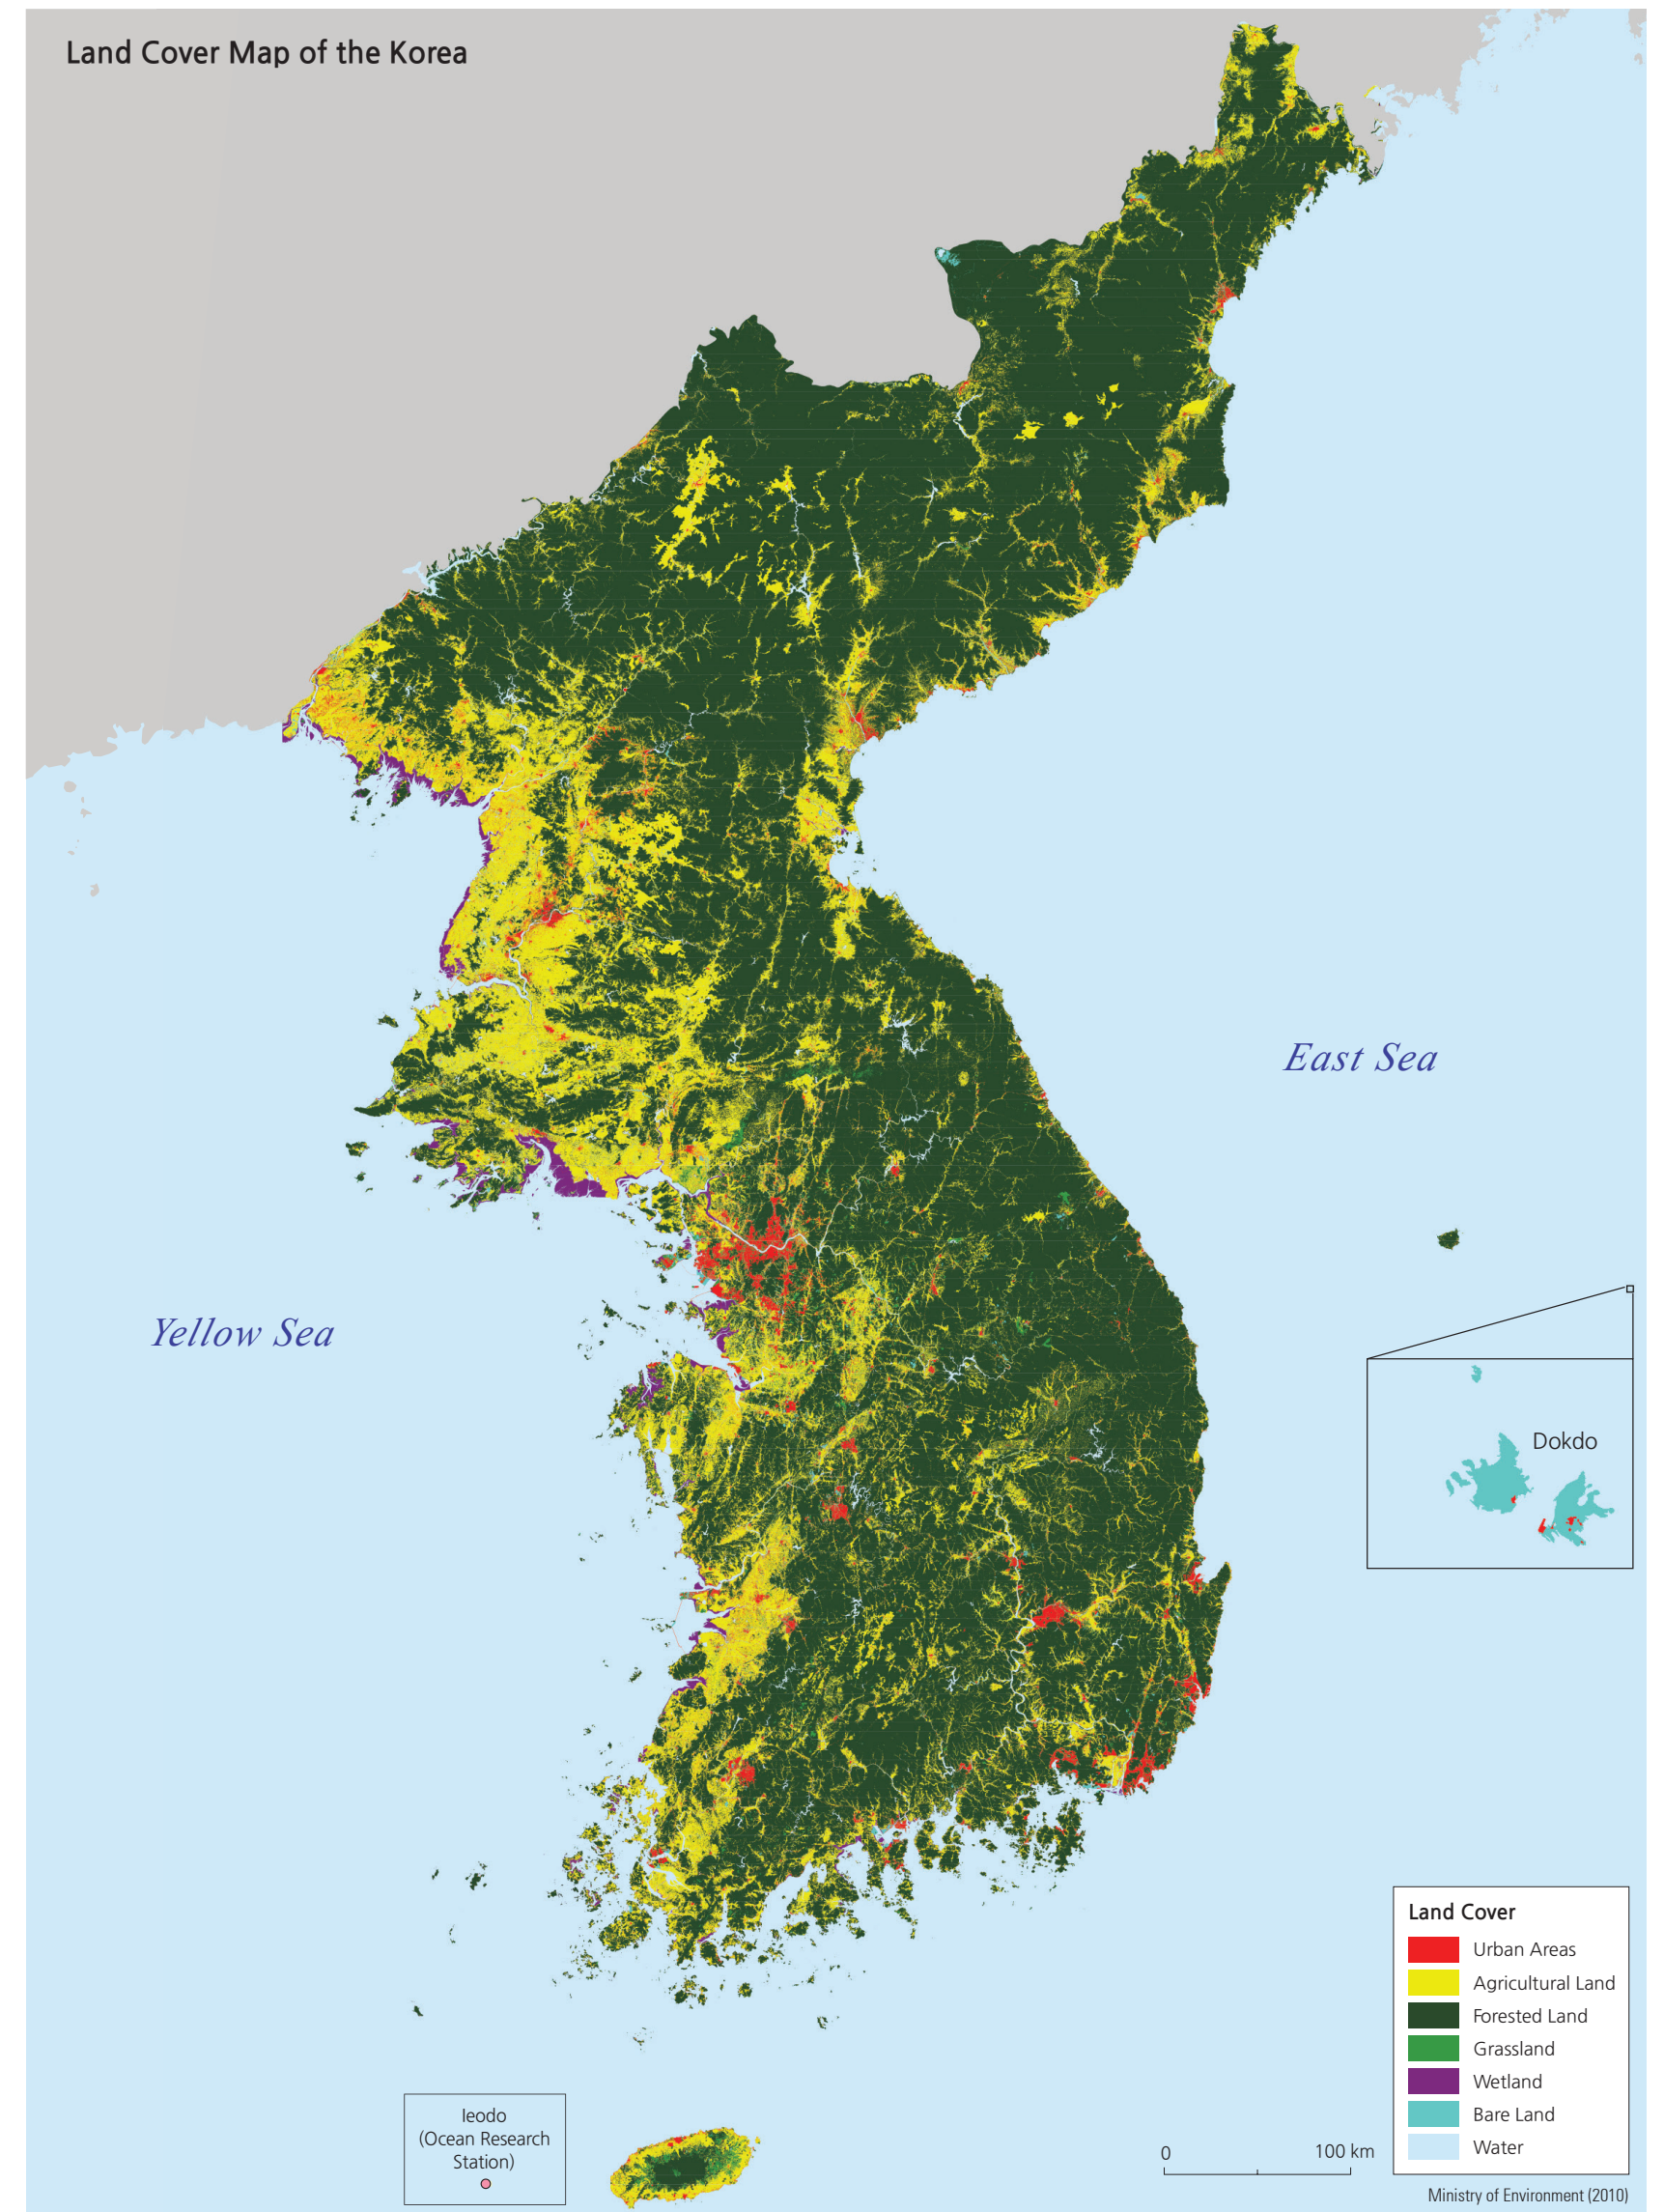 Land Cover Map of the Korea
East Sea
Yellow Sea
Dokdo
Land Cover
Urban Areas
Agricultural Land
Forested Land
Grassland
Wetland
Bare Land
Water
Ieodo
(Ocean Research
Station)
0 100 km
Ministry of Environment (2010)